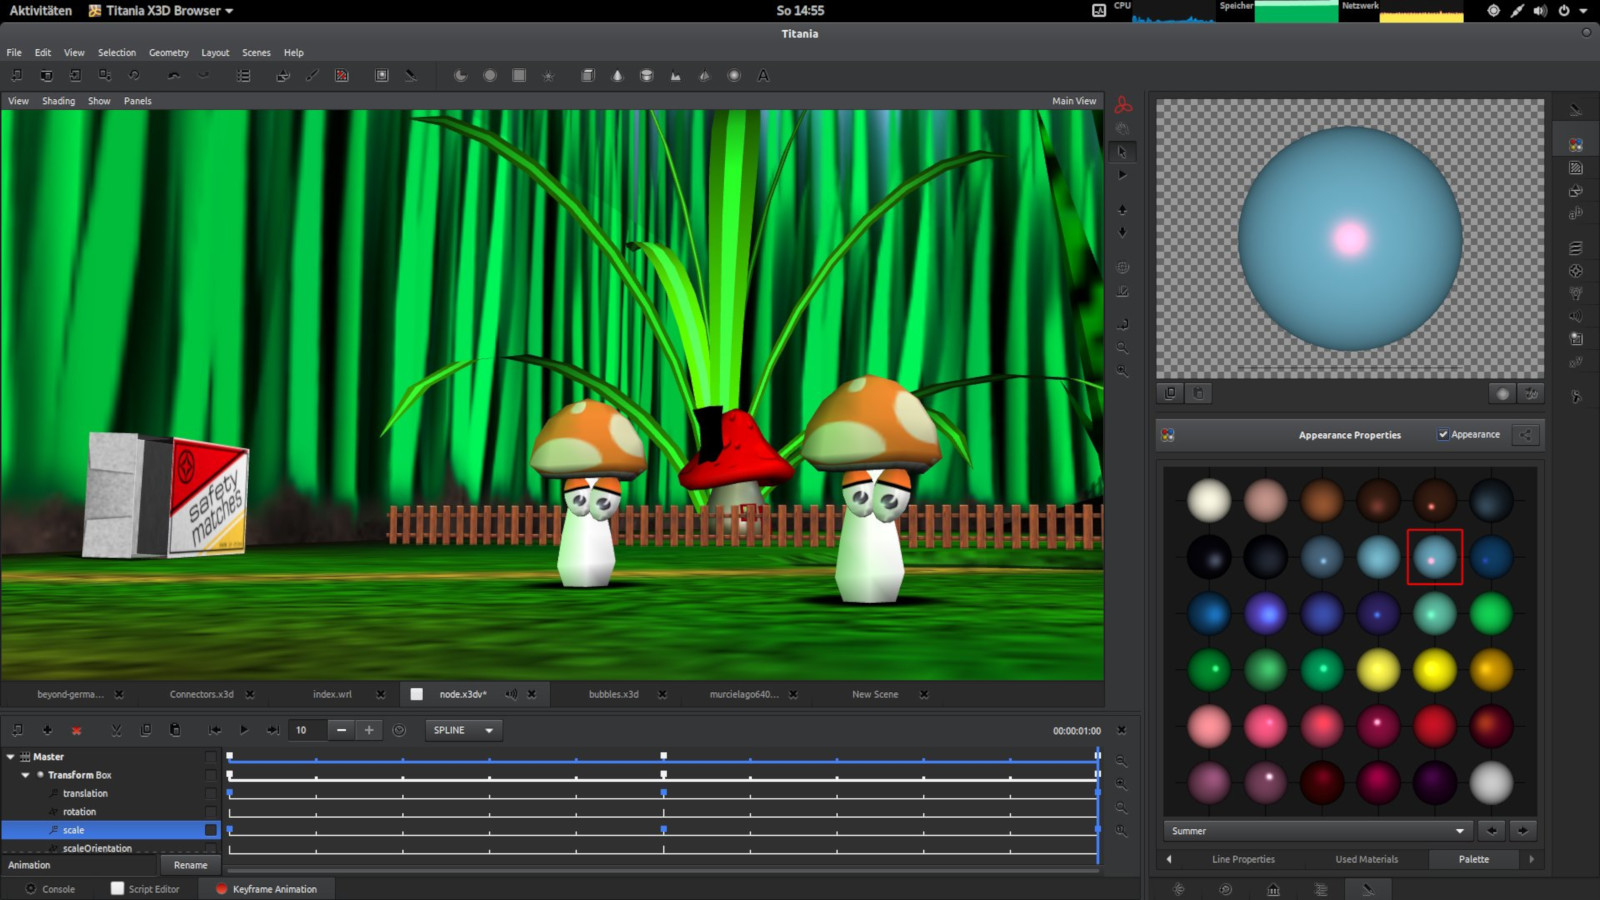 Aktivitäten Titania X3D Browser So 14:55 CPU Speicher Netzwerk
Titania
File Edit View Selection Geometry Layout Scenes Help
View Shading Show Panels Main View
safety
matches
Appearance Properties Appearance
beyond-germa... Connectors.x3d index.wrl node.x3dv* bubbles.x3d murcielago640... New Scene
10 SPLINE 00:00:01:00
Master
Transform Box
translation
rotation
scale
scaleOrientation
Animation Rename
Summer
Line Properties Used Materials Palette
Console Script Editor Keyframe Animation